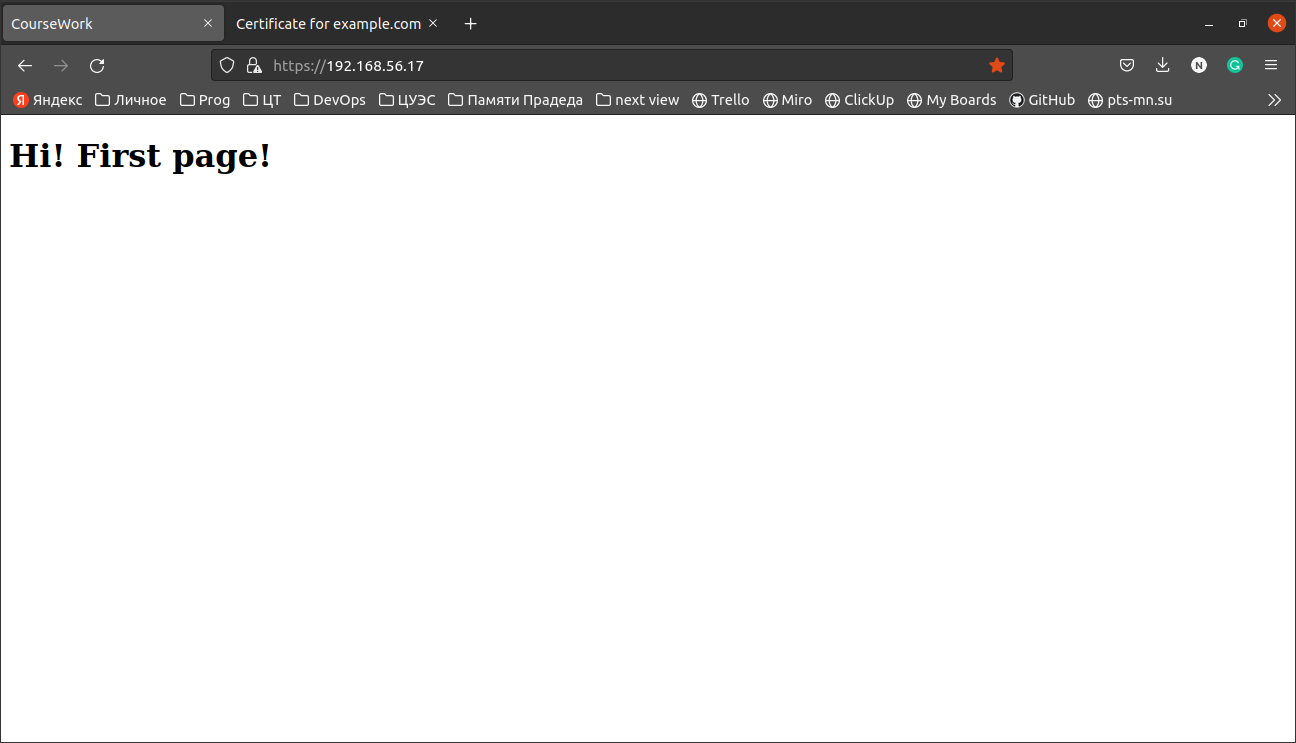 CourseWork Certificate for example.com
https://192.168.56.17 N
Я Яндекс Личное Prog ЦТ DevOps ЦУЭС Памяти Прадеда next view Trello Miro ClickUp My Boards GitHub pts-mn.su
Hi! First page!